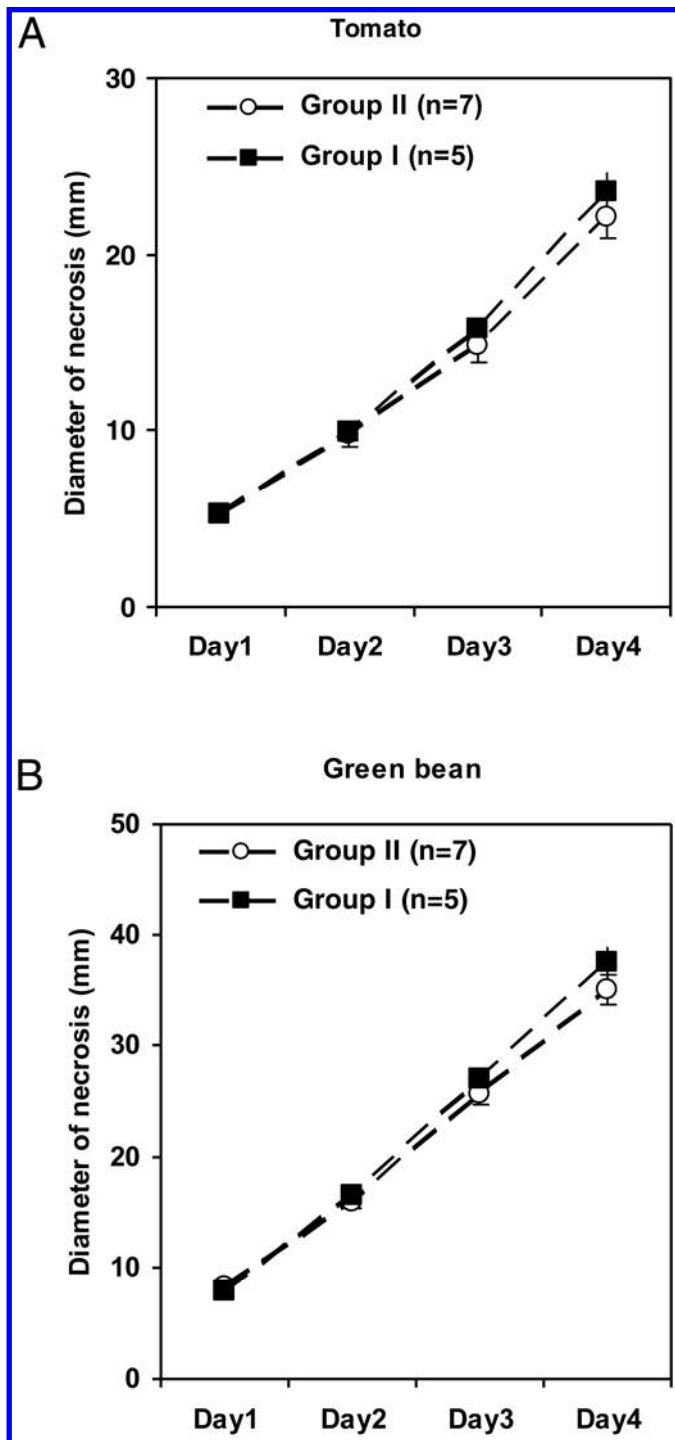 A
Tomato
30
Group II (n=7)
Group I (n=5)
20
10
0
Diameter of necrosis (mm)
Day1 Day2 Day3 Day4
B
Green bean
50
Group II (n=7)
Group I (n=5)
40
30
20
10
0
Diameter of necrosis (mm)
Day1 Day2 Day3 Day4